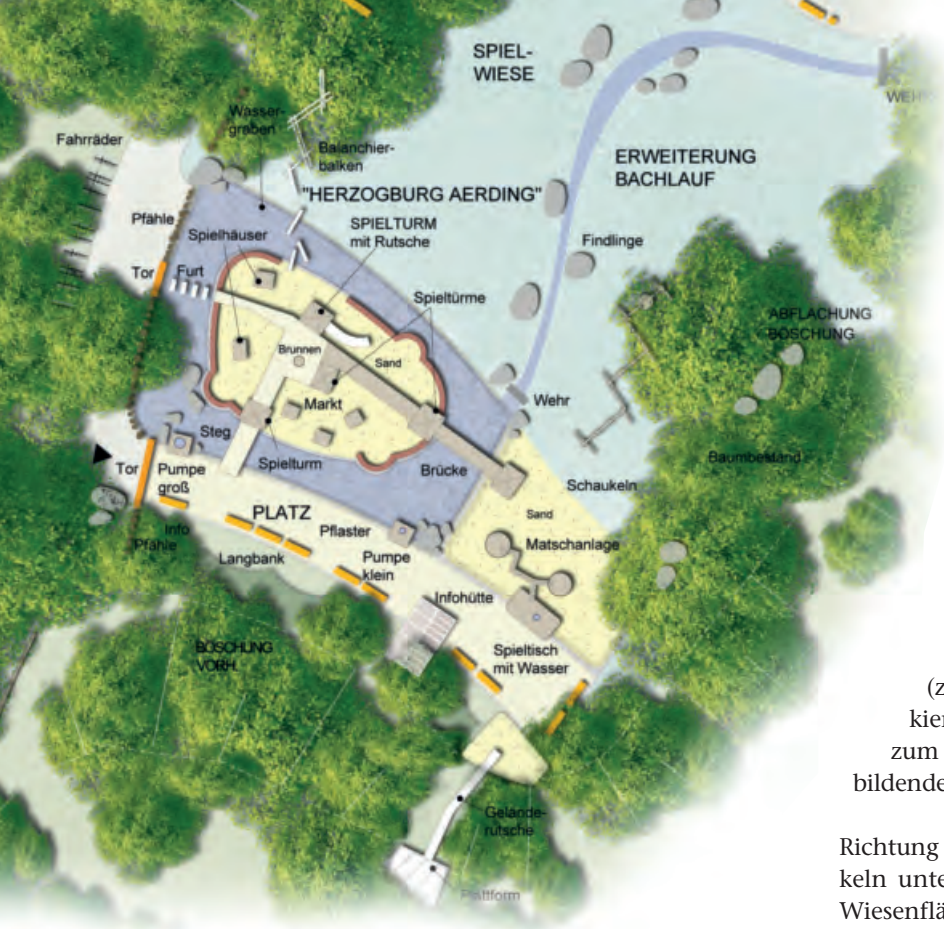 SPIEL-
WIESE
WEHR
Wasser-
graben
Fahrräder
Balanchier-
balken
ERWEITERUNG
BACHLAUF
"HERZOGBURG AERDING"
Pfähle
SPIELTURM
mit Rutsche
Spielhäuser
Findlinge
Tor
Furt
Spieltürme
ABFLACHUNG
BÖSCHUNG
Brunnen
Sand
Markt
Wehr
Steg
Spielturm
Brücke
Baumbestand
Tor
Pumpe
groß
Schaukeln
PLATZ
Sand
Info
Pflaster
Matschanlage
Pfähle
Langbank
Pumpe
klein
Infohütte
BÖSCHUNG
VORH.
Spieltisch
mit Wasser
Gelände-
rutsche
Plattform
(z
kier
zum
bildende
Richtung
keln unte
Wiesenflä